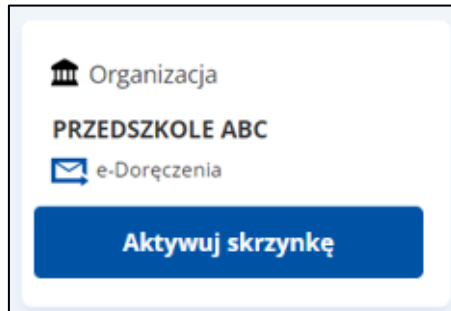 Organizacja
PRZEDSZKOLE ABC
e-Doręczenia
Aktywuj skrzynkę